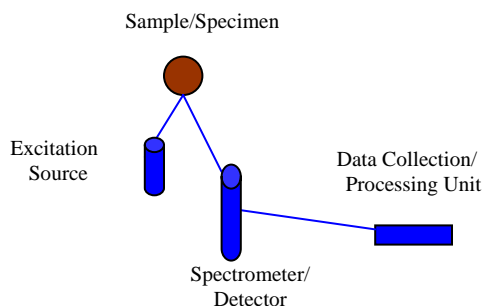 Sample/Specimen
Excitation
Source
Data Collection/
Processing Unit
Spectrometer/
Detector